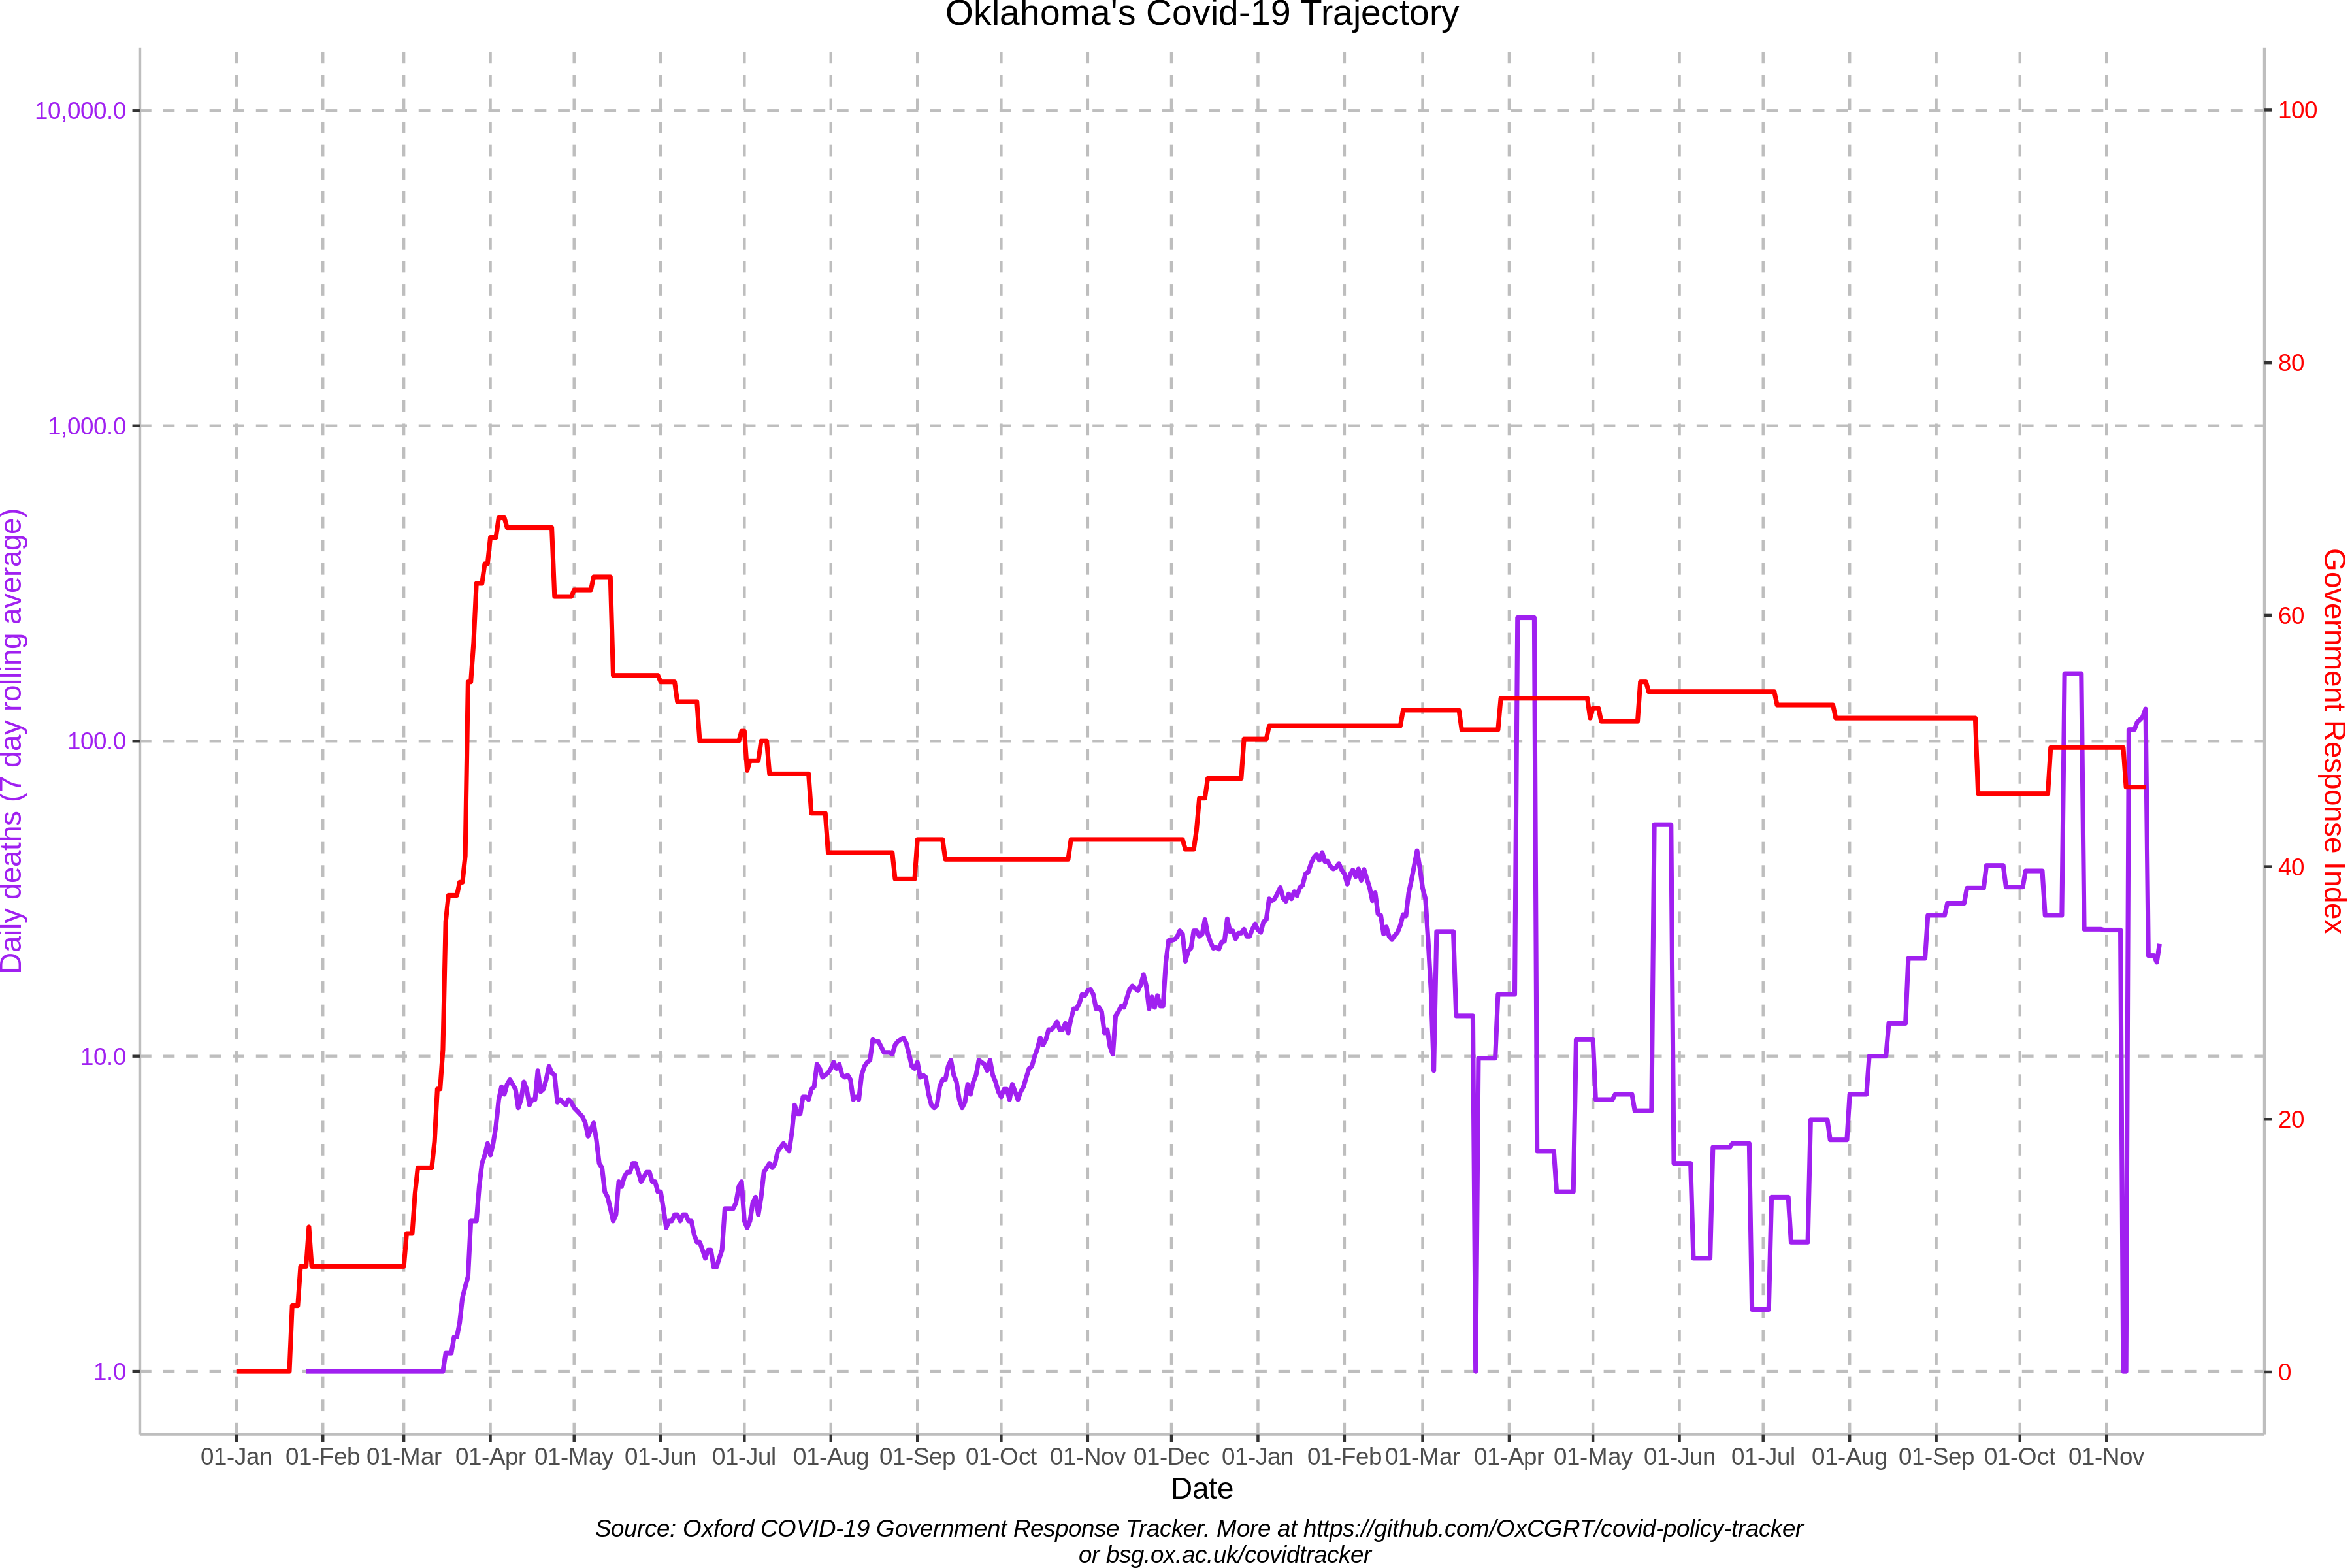 Oklahoma's Covid-19 Trajectory
10,000.0
1,000.0
100.0
10.0
1.0
Daily deaths (7 day rolling average)
100
80
60
40
20
0
Government Response Index
01-Jan 01-Feb 01-Mar 01-Apr 01-May 01-Jun 01-Jul 01-Aug 01-Sep 01-Oct 01-Nov 01-Dec 01-Jan 01-Feb 01-Mar 01-Apr 01-May 01-Jun 01-Jul 01-Aug 01-Sep 01-Oct 01-Nov
Date
Source: Oxford COVID-19 Government Response Tracker. More at https://github.com/OxCGRT/covid-policy-tracker
or bsg.ox.ac.uk/covidtracker